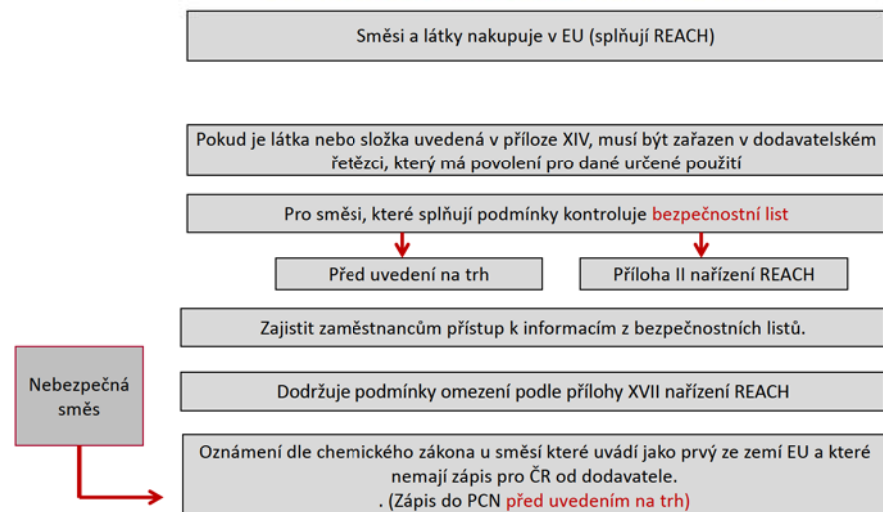 Směsi a látky nakupuje v EU (splňují REACH)
Pokud je látka nebo složka uvedená v příloze XIV, musí být zařazen v dodavatelském
řetězci, který má povolení pro dané určené použití
Pro směsi, které splňují podmínky kontroluje bezpečnostní list
Před uvedení na trh
Příloha II nařízení REACH
Zajistit zaměstnancům přístup k informacím z bezpečnostních listů.
Nebezpečná
směs
Dodržuje podmínky omezení podle přílohy XVII nařízení REACH
Oznámení dle chemického zákona u směsí které uvádí jako prvý ze zemí EU a které
nemají zápis pro ČR od dodavatele.
. (Zápis do PCN před uvedením na trh)